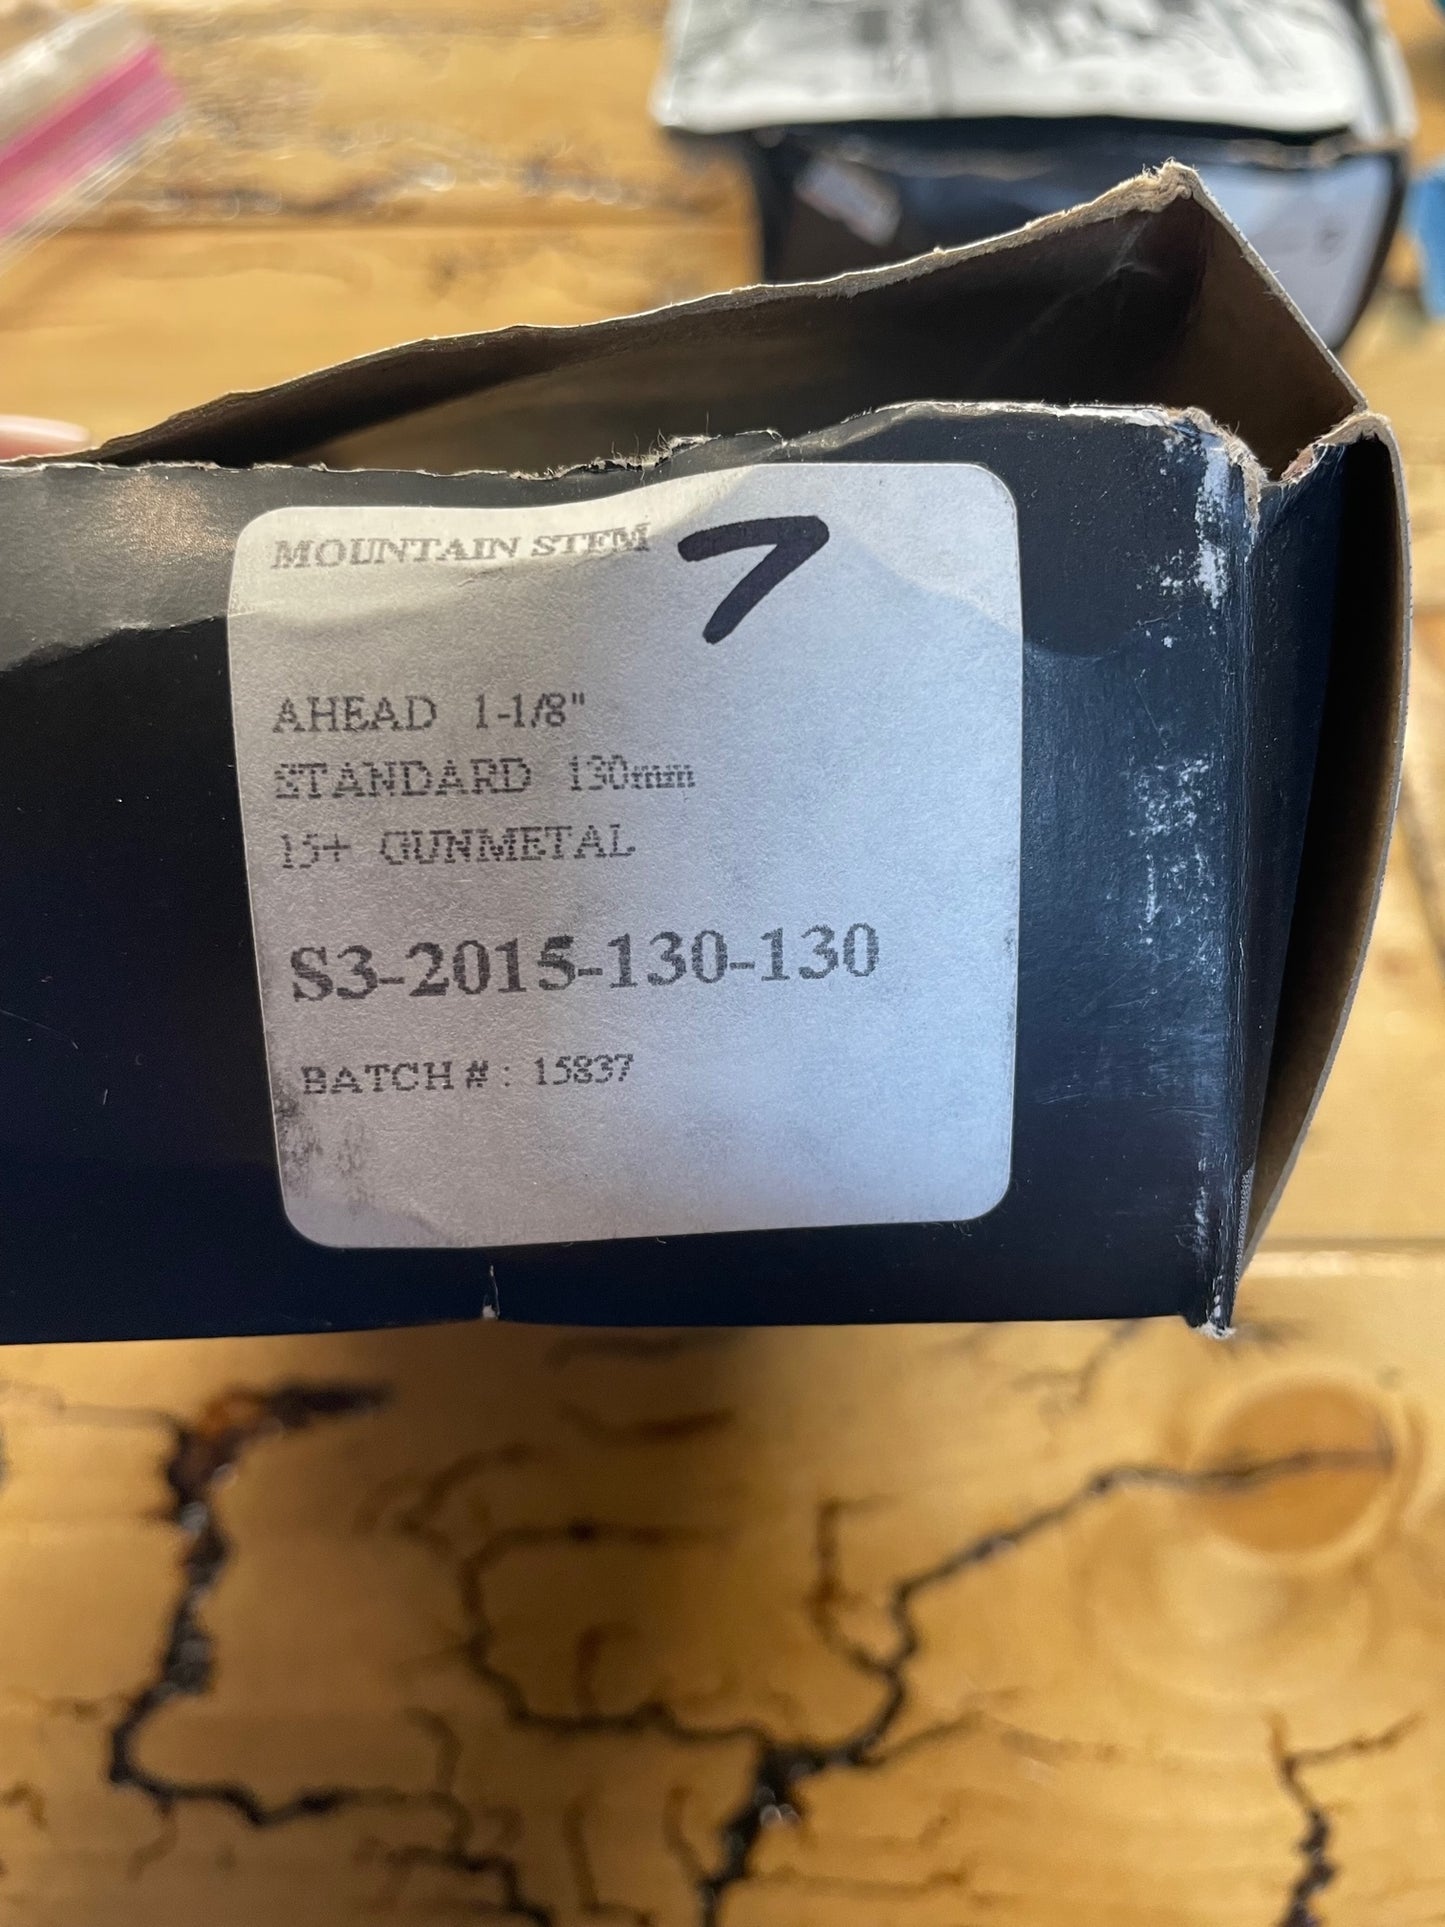 MOUNTAIN STEM 7
AHEAD 1-1/8"
STANDARD 130mm
15+ GUNMETAL
S3-2015-130-130
BATCH# : 15837